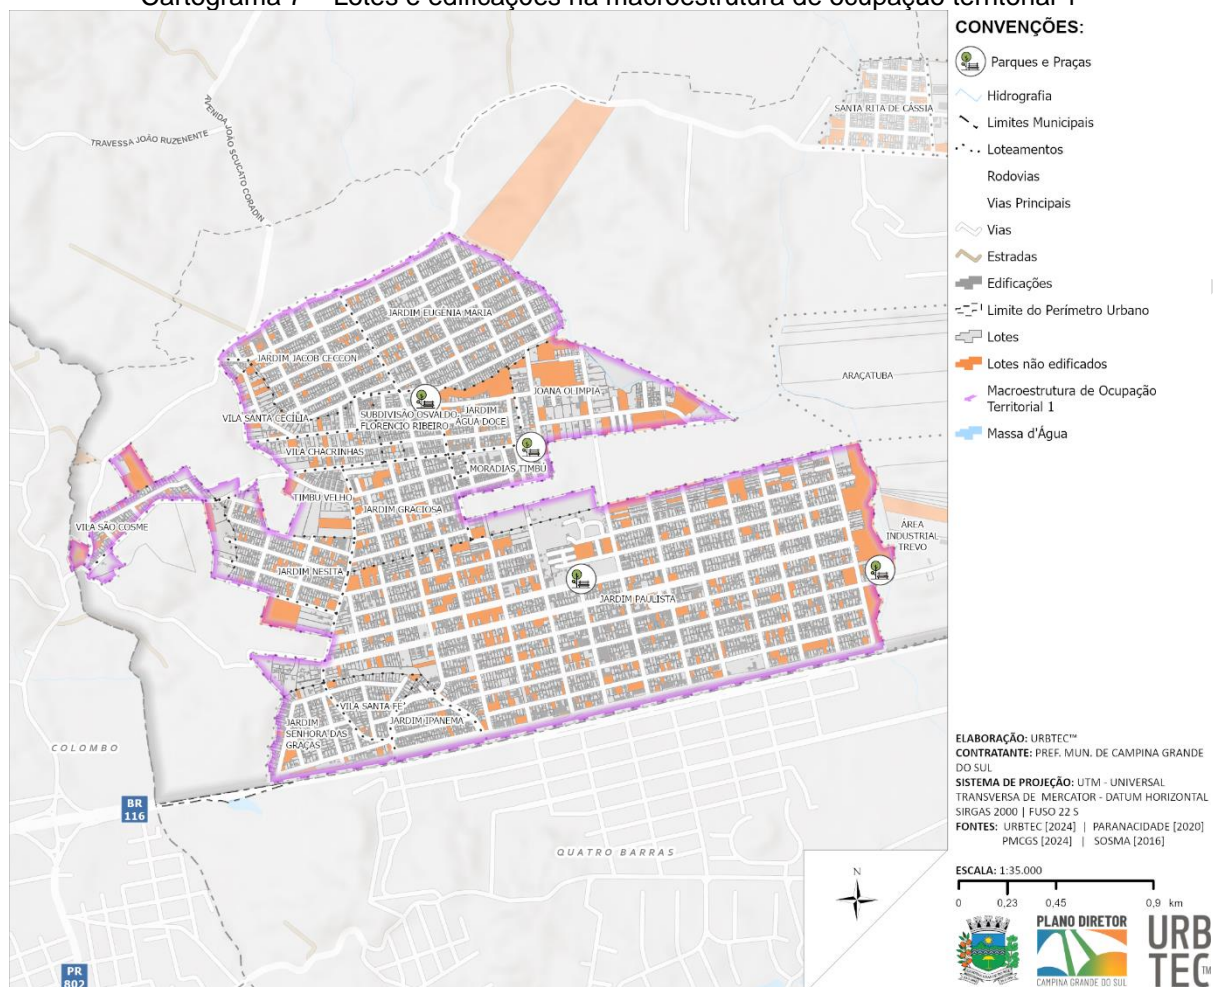 Cartograma 7 – Lotes e edificações na macroestrutura de ocupação territorial 1
CONVENÇÕES:
Parques e Praças
Hidrografia
Limites Municipais
Loteamentos
Rodovias
Vias Principais
Vias
Estradas
Edificações
Limite do Perímetro Urbano
Lotes
Lotes não edificados
Macroestrutura de Ocupação
Territorial 1
Massa d'Água
SANTA RITA DE CÁSSIA
TRAVESSA JOÃO RUZENENTE
AVENIDA JOÃO SCUCATO CORADIN
JARDIM EUGENIA MARIA
JARDIM JACOB CECCON
ARAÇATUBA
JOANA OLIMPIA
VILA SANTA CECÍLIA
SUBDIVISÃO OSVALDO
FLORENCIO RIBEIRO
JARDIM
ÁGUA DOCE
VILA CHACRINHAS
MORADIAS TIMBÚ
TIMBU VELHO
JARDIM GRACIOSA
VILA SÃO COSME
ÁREA
INDUSTRIAL
TREVO
JARDIM NESITA
JARDIM PAULISTA
VILA SANTA FÉ
JARDIM IPANEMA
JARDIM
SENHORA DAS
GRAÇAS
COLOMBO
BR
116
QUATRO BARRAS
PR
802
N
ELABORAÇÃO: URBTEC™
CONTRATANTE: PREF. MUN. DE CAMPINA GRANDE
DO SUL
SISTEMA DE PROJEÇÃO: UTM - UNIVERSAL
TRANSVERSA DE MERCATOR - DATUM HORIZONTAL
SIRGAS 2000 | FUSO 22 S
FONTES: URBTEC [2024] | PARANACIDADE [2020]
PMCGS [2024] | SOSMA [2016]
ESCALA: 1:35.000
0 0,23 0,45 0,9 km
PLANO DIRETOR
CAMPINA GRANDE DO SUL
URB
TEC™